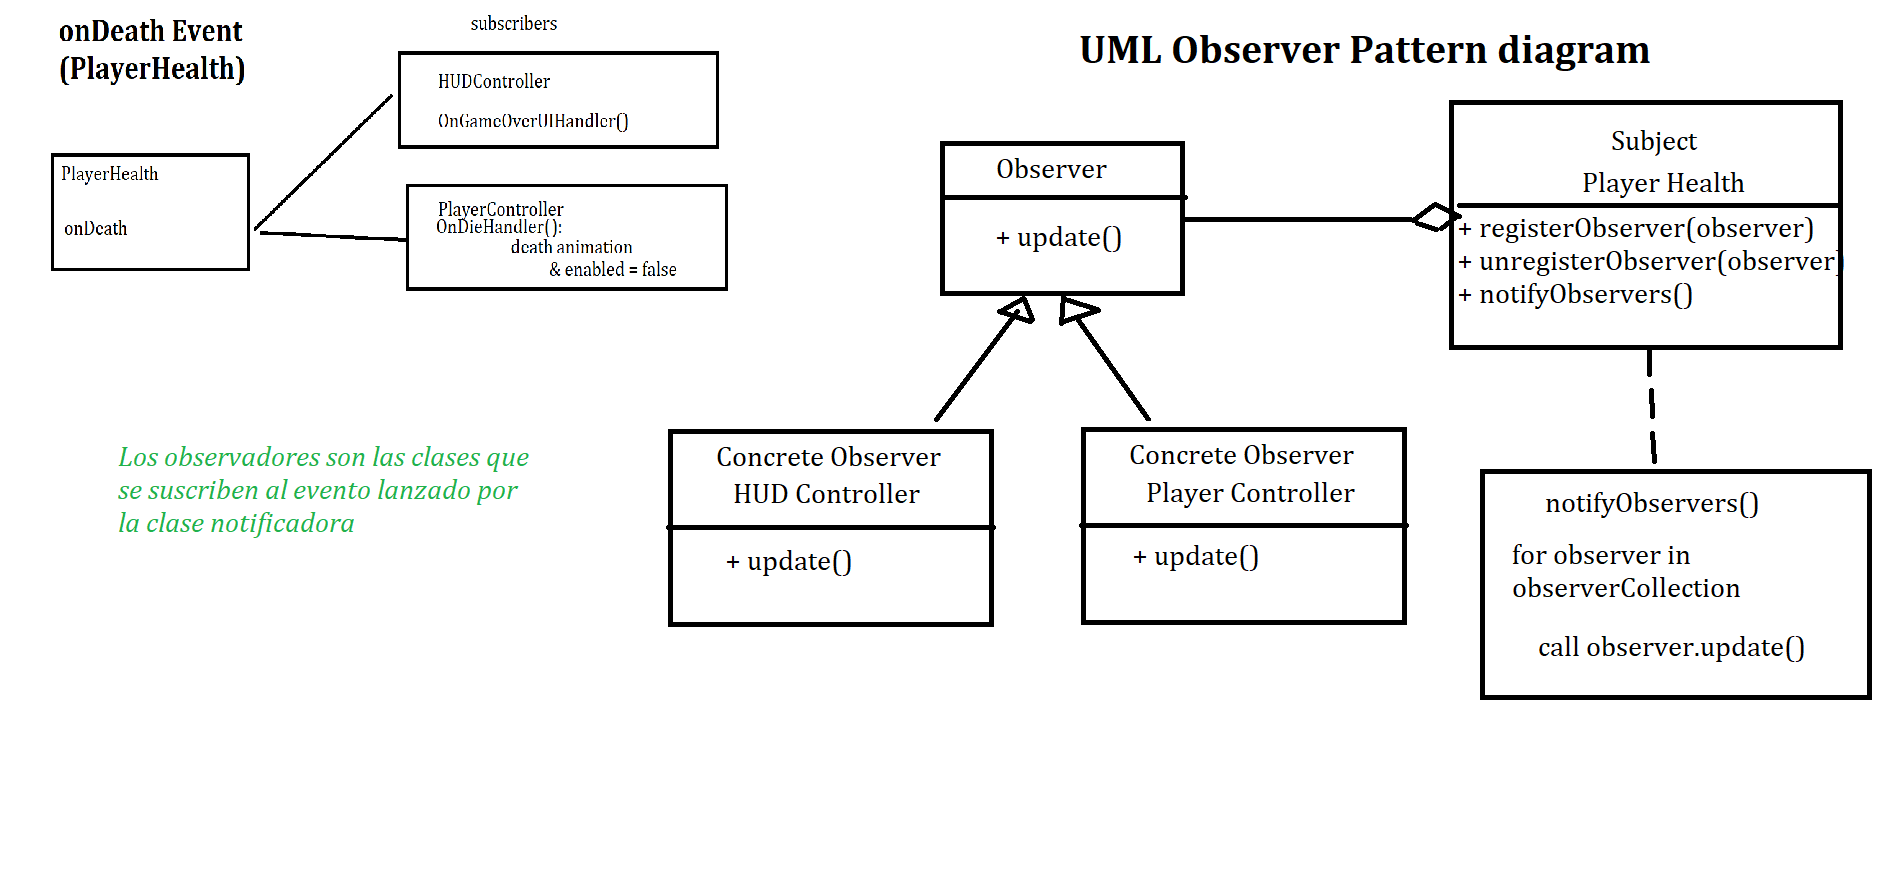 onDeath Event
(PlayerHealth)
subscribers
HUDController
OnGameOverUIHandler()
PlayerHealth
onDeath
PlayerController
OnDieHandler():
death animation
& enabled = false
Los observadores son las clases que
se suscriben al evento lanzado por
la clase notificadora
UML Observer Pattern diagram
Observer
+ update()
Subject
Player Health
+ registerObserver(observer)
+ unregisterObserver(observer)
+ notifyObservers()
Concrete Observer
HUD Controller
+ update()
Concrete Observer
Player Controller
+ update()
notifyObservers()
for observer in
observerCollection
call observer.update()